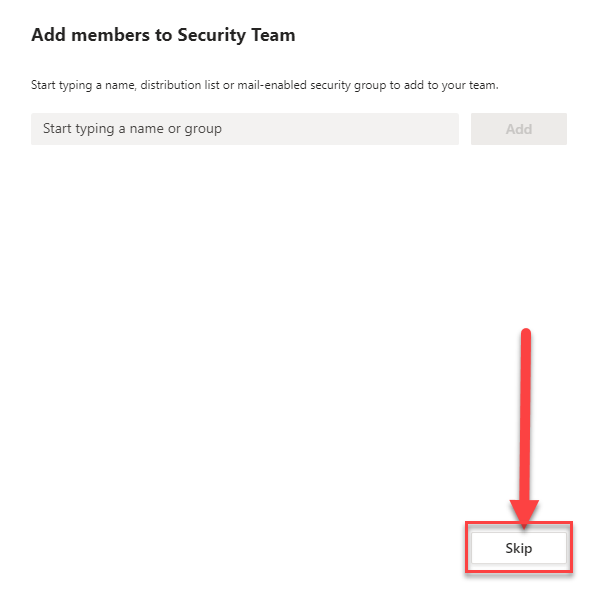 Add members to Security Team
Start typing a name, distribution list or mail-enabled security group to add to your team.
Start typing a name or group
Add
Skip